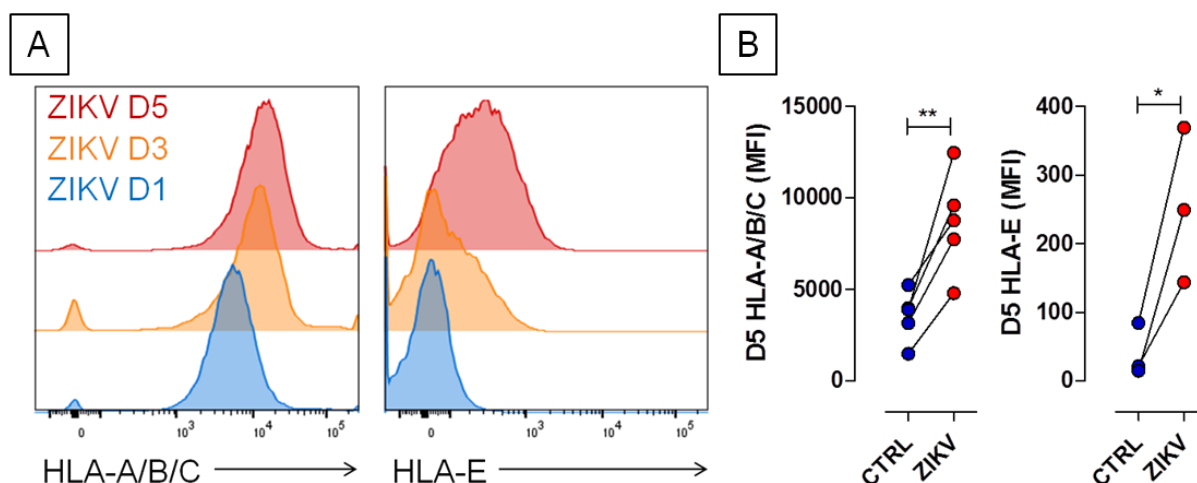 A
ZIKV D5
ZIKV D3
ZIKV D1
0 10³ 10⁴ 10⁵
HLA-A/B/C
0 10³ 10⁴ 10⁵
HLA-E
B
D5 HLA-A/B/C (MFI)
15000
10000
5000
0
**
CTRL
ZIKV
D5 HLA-E (MFI)
400
300
200
100
0
*
CTRL
ZIKV